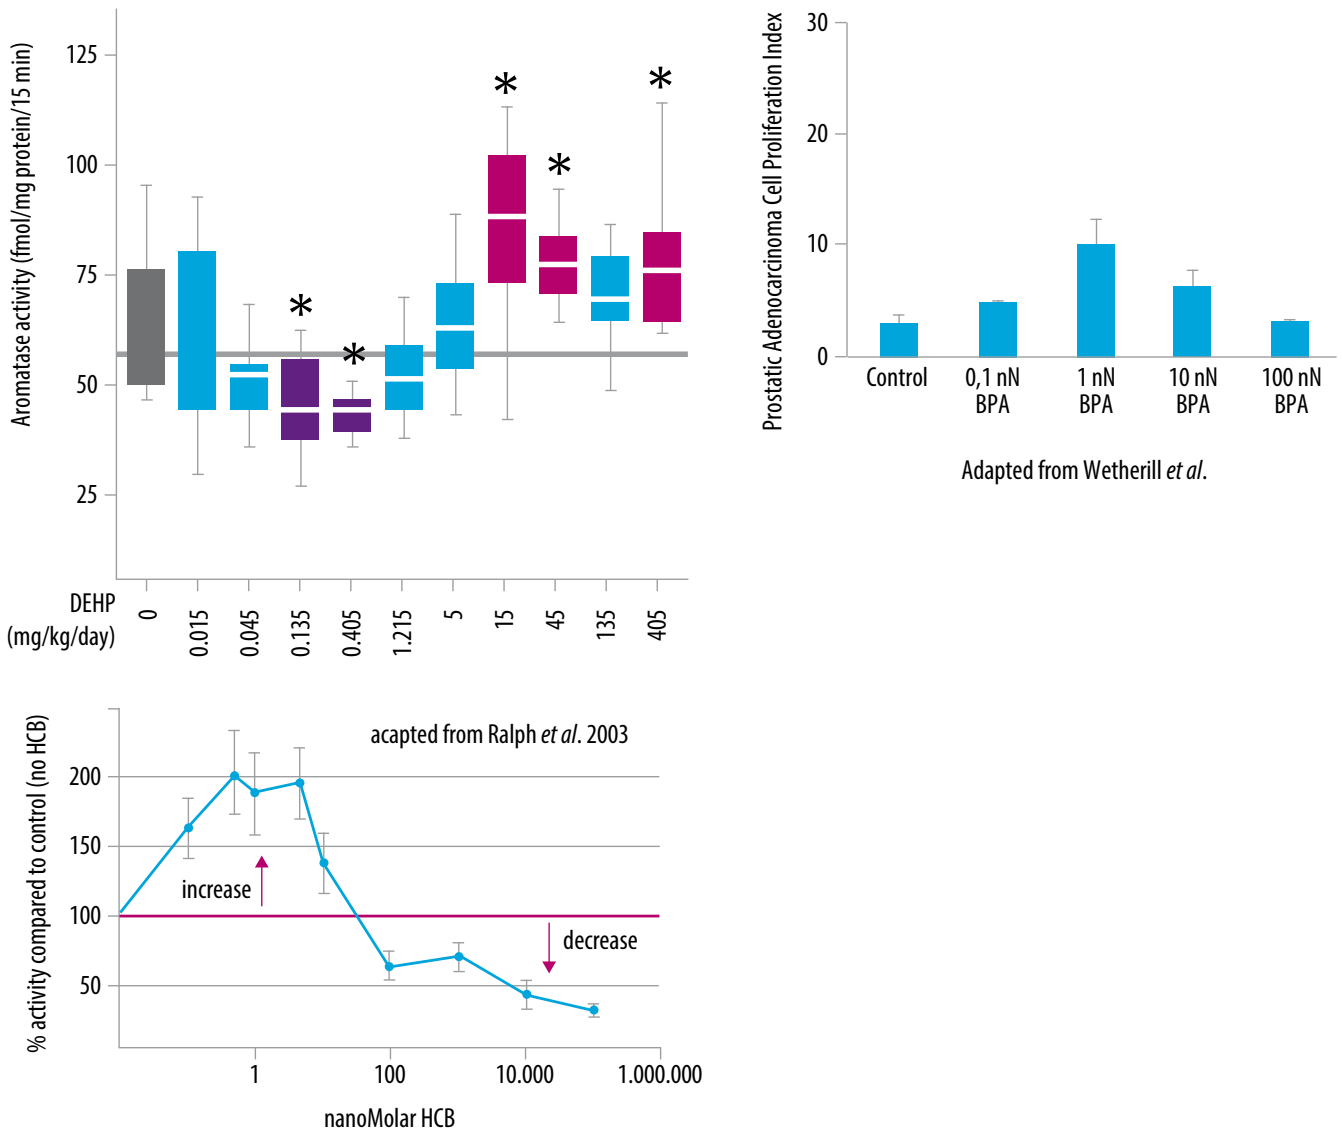 Aromatase activity (fmol/mg protein/15 min)
125
100
75
50
25
*
*
*
*
*
DEHP
(mg/kg/day)
0
0.015
0.045
0.135
0.405
1.215
5
15
45
135
405
Prostatic Adenocarcinoma Cell Proliferation Index
30
20
10
0
Control
0,1 nN
BPA
1 nN
BPA
10 nN
BPA
100 nN
BPA
Adapted from Wetherill et al.
% activity compared to control (no HCB)
acapted from Ralph et al. 2003
200
150
100
50
increase
decrease
1
100
10.000
1.000.000
nanoMolar HCB